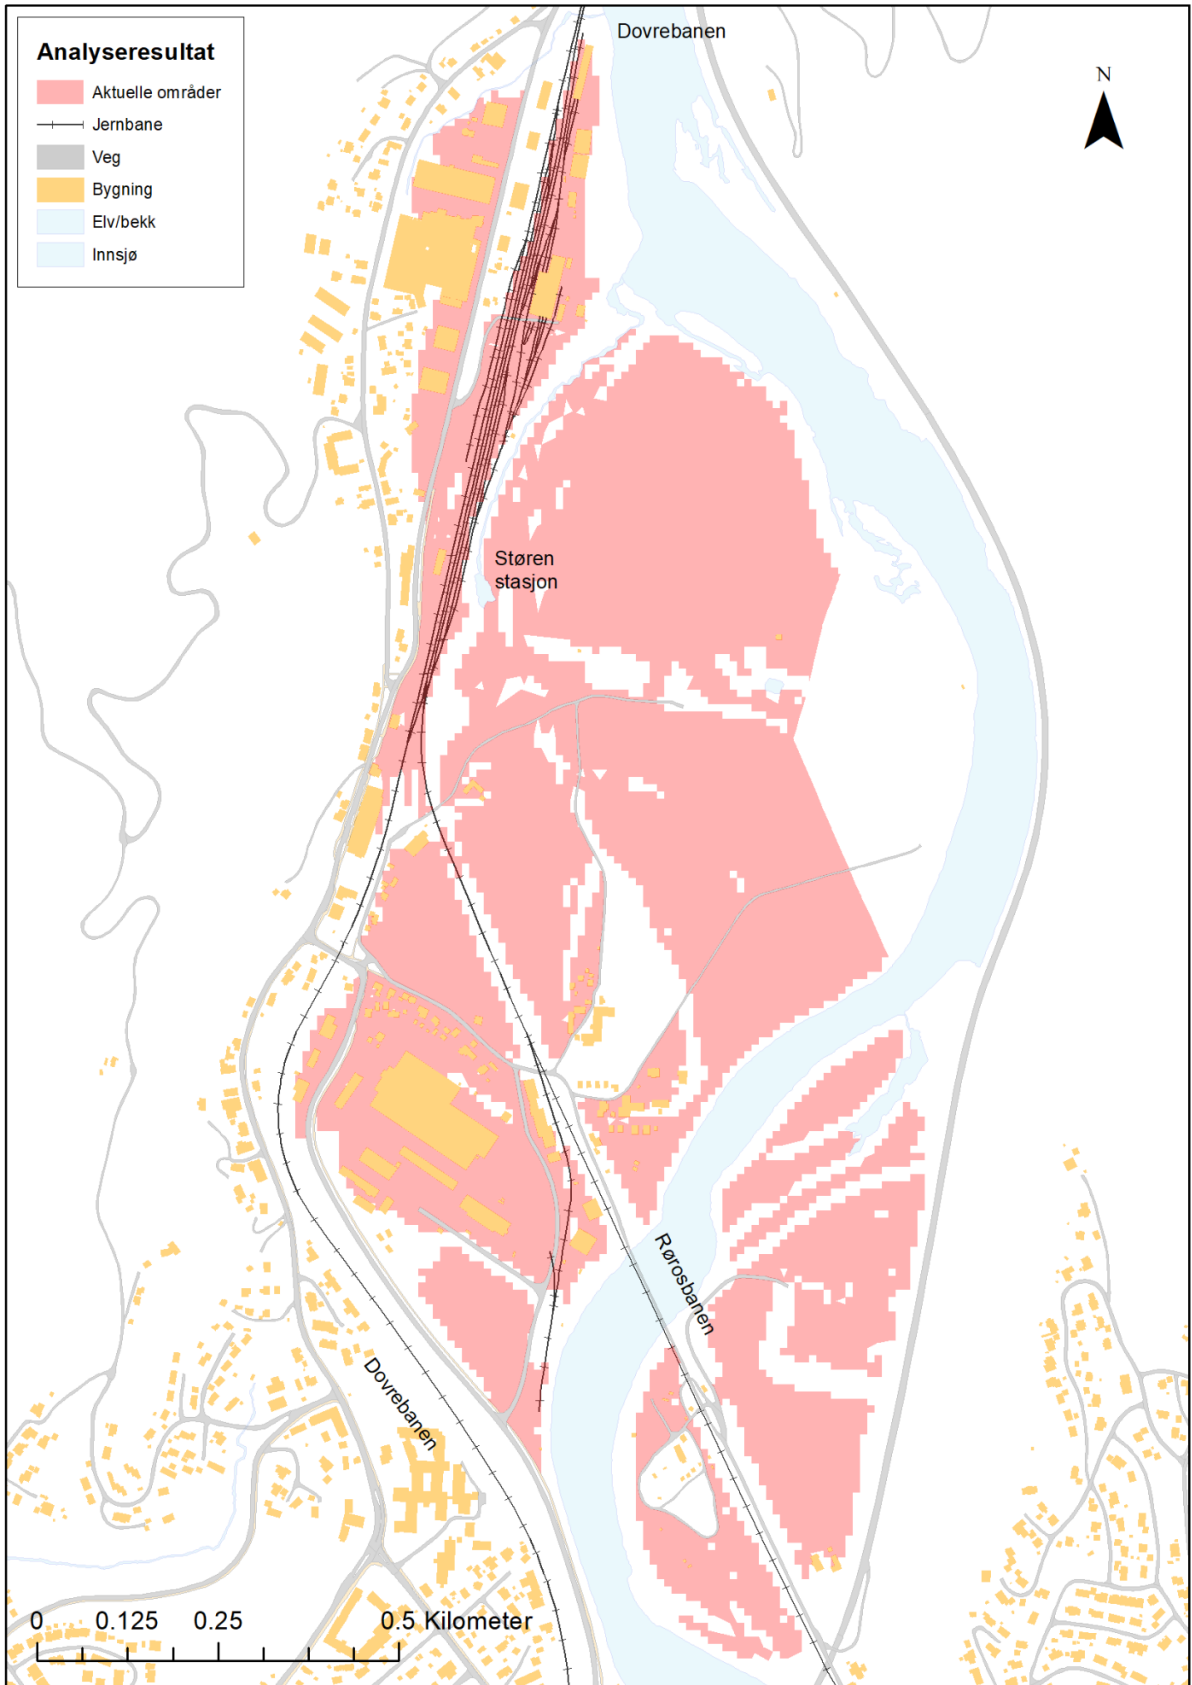 Dovrebanen
Analyseresultat
Aktuelle områder
Jernbane
Veg
Bygning
Elv/bekk
Innsjø
N
Støren
stasjon
Rørosbanen
Dovrebanen
0 0.125 0.25 0.5 Kilometer